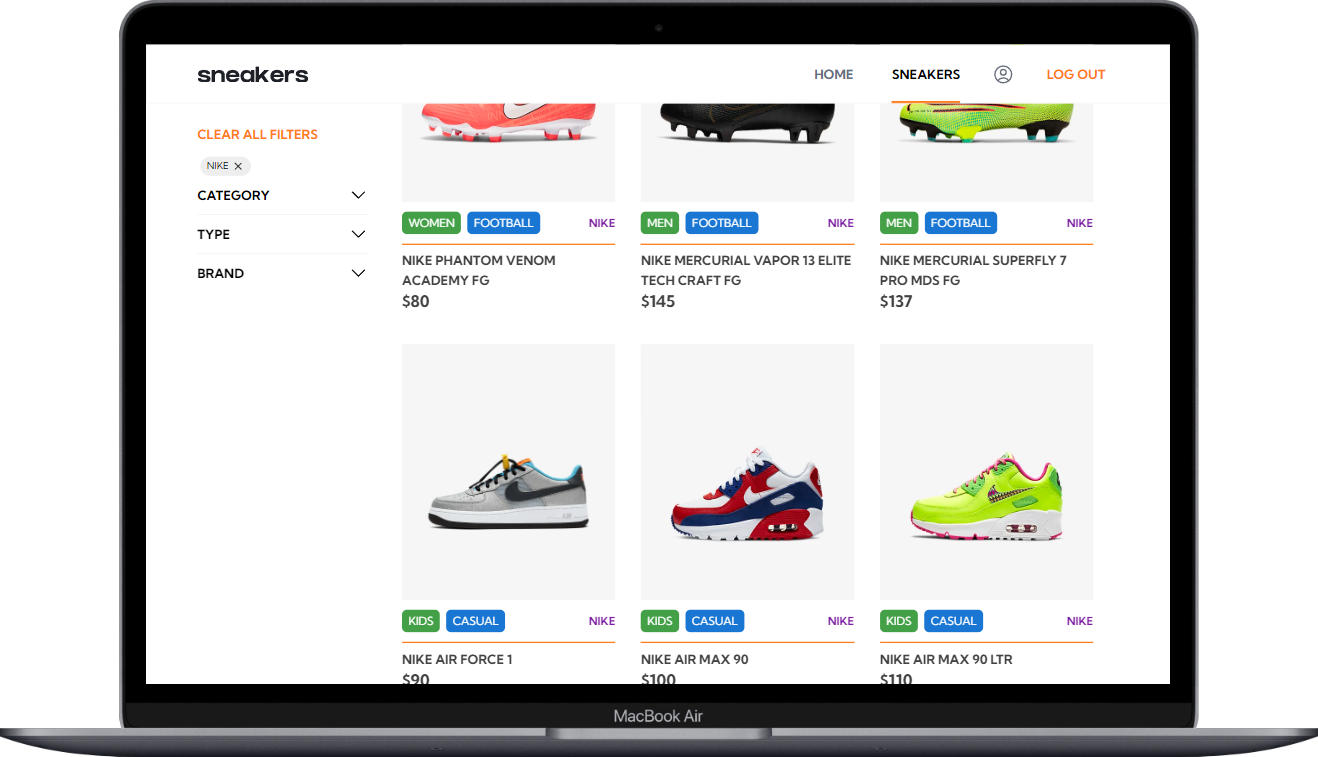 sneakers
HOME
SNEAKERS
LOG OUT
CLEAR ALL FILTERS
NIKE
CATEGORY
TYPE
BRAND
WOMEN FOOTBALL NIKE
NIKE PHANTOM VENOM
ACADEMY FG
$80
MEN FOOTBALL NIKE
NIKE MERCURIAL VAPOR 13 ELITE
TECH CRAFT FG
$145
MEN FOOTBALL NIKE
NIKE MERCURIAL SUPERFLY 7
PRO MDS FG
$137
KIDS CASUAL NIKE
NIKE AIR FORCE 1
$90
KIDS CASUAL NIKE
NIKE AIR MAX 90
$100
KIDS CASUAL NIKE
NIKE AIR MAX 90 LTR
$110
MacBook Air